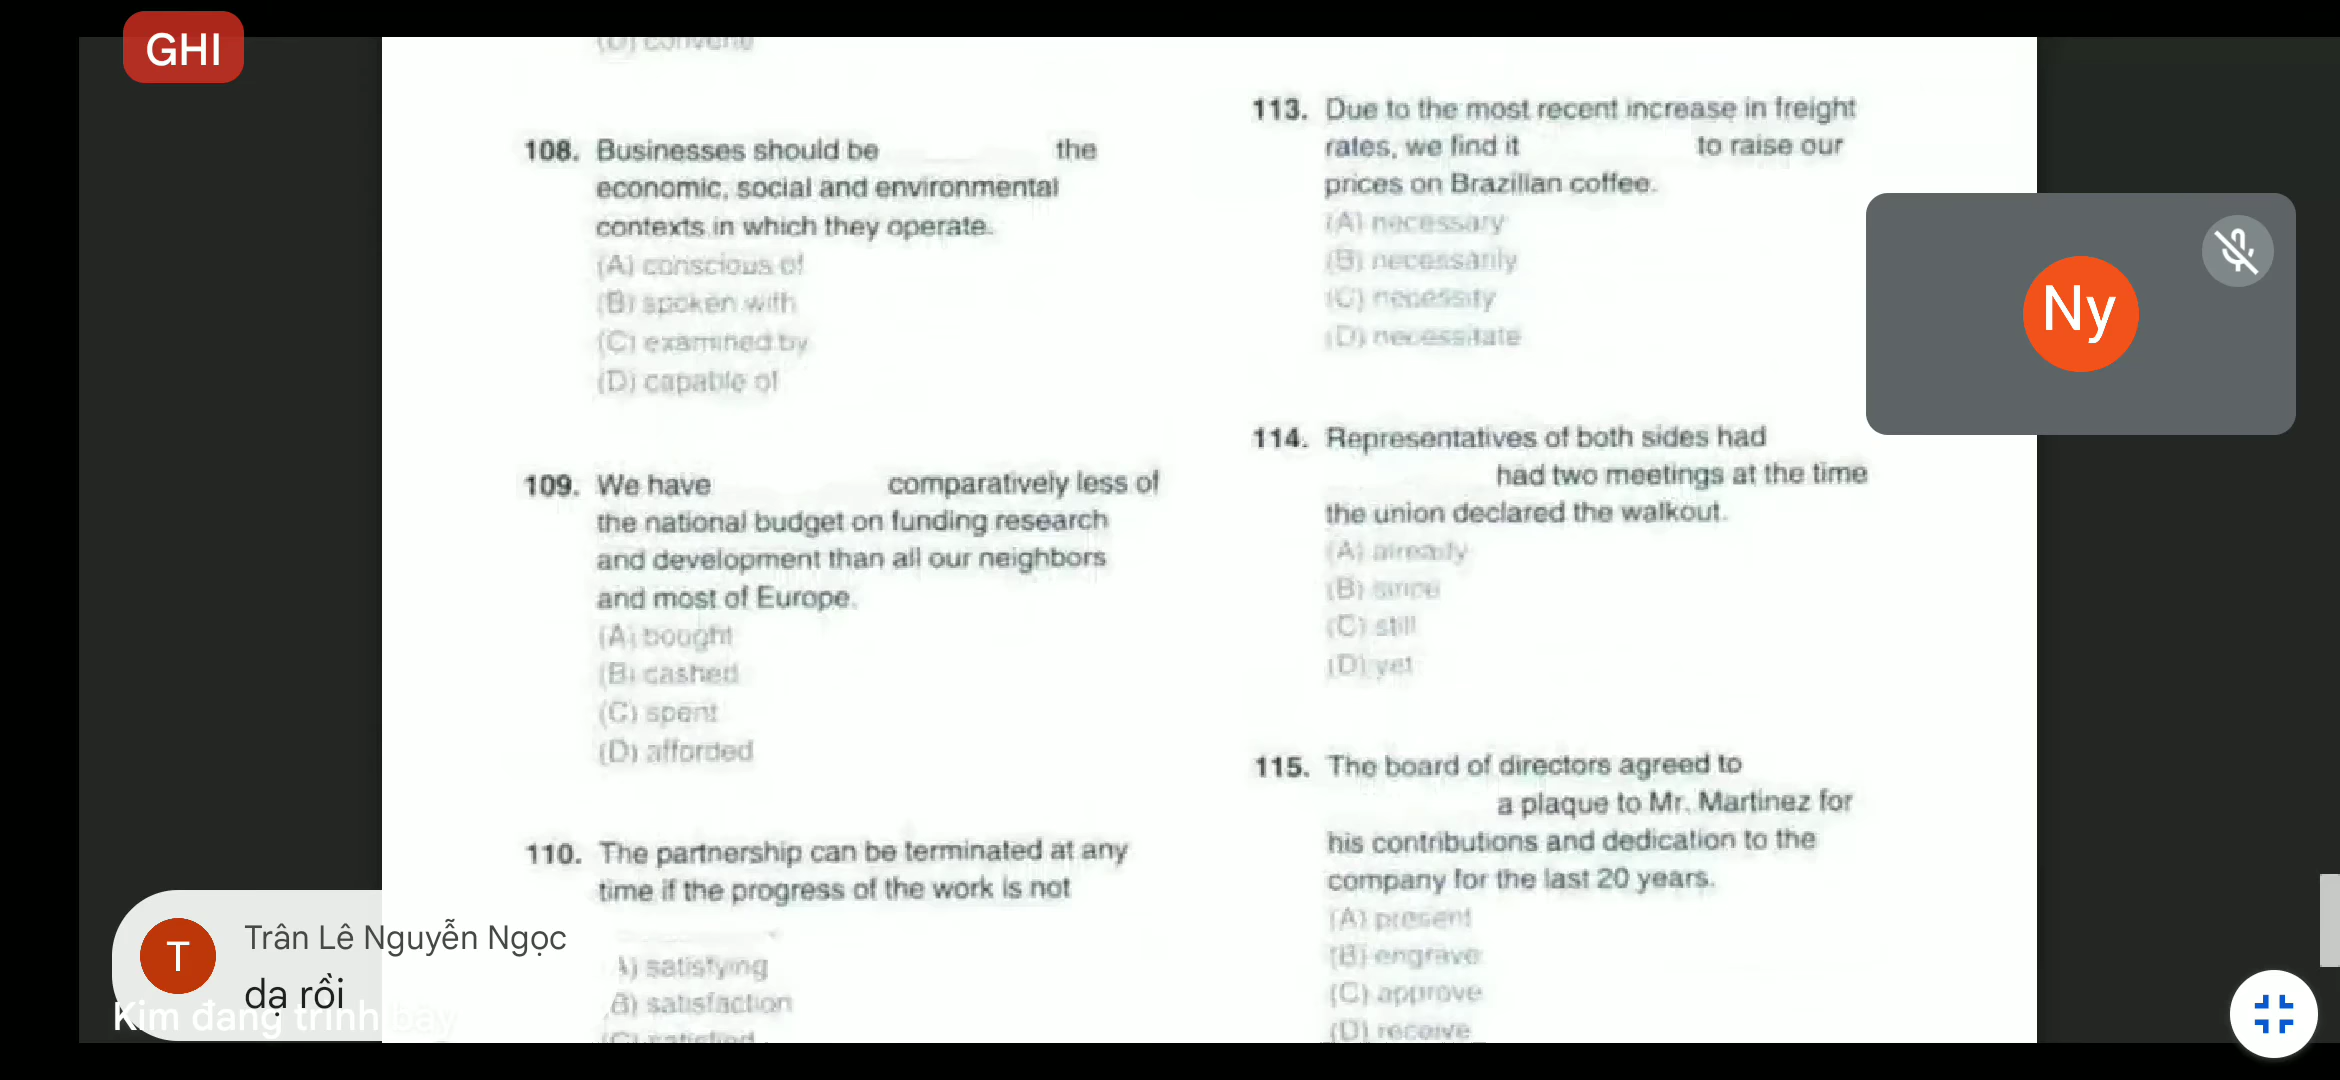 GHI
(D) convene
108. Businesses should be the
economic, social and environmental
contexts in which they operate.
(A) conscious of
(B) spoken with
(C) examined by
(D) capable of
109. We have comparatively less of
the national budget on funding research
and development than all our neighbors
and most of Europe.
(A) bought
(B) cashed
(C) spent
(D) afforded
110. The partnership can be terminated at any
time if the progress of the work is not
A) satisfying
B) satisfaction
(C) satisfied
113. Due to the most recent increase in freight
rates, we find it to raise our
prices on Brazilian coffee.
(A) necessary
(B) necessarily
(C) necessity
(D) necessitate
114. Representatives of both sides had
had two meetings at the time
the union declared the walkout.
(A) already
(B) since
(C) still
(D) yet
115. The board of directors agreed to
a plaque to Mr. Martinez for
his contributions and dedication to the
company for the last 20 years.
(A) present
(B) engrave
(C) approve
(D) receive
Ny
T
Trân Lê Nguyễn Ngọc
dạ rồi
Kim đang trình bày